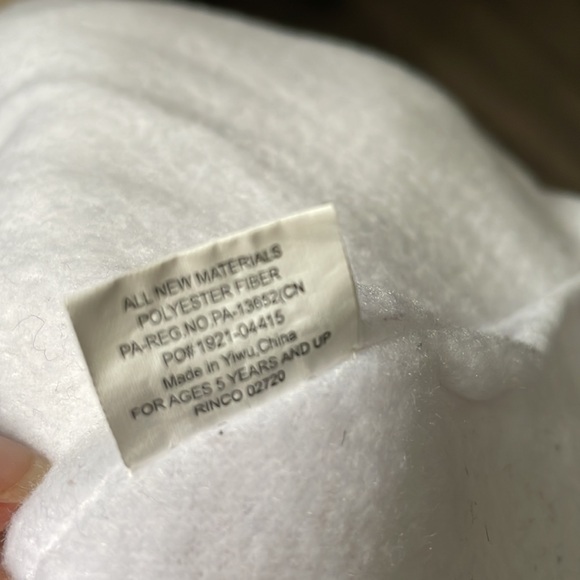 ALL NEW MATERIALS
POLYESTER FIBER
PA-REG NO.PA-13652(CN
PO# 1921-04415
Made in Yiwu,China
FOR AGES 5 YEARS AND UP
RINCO 02720